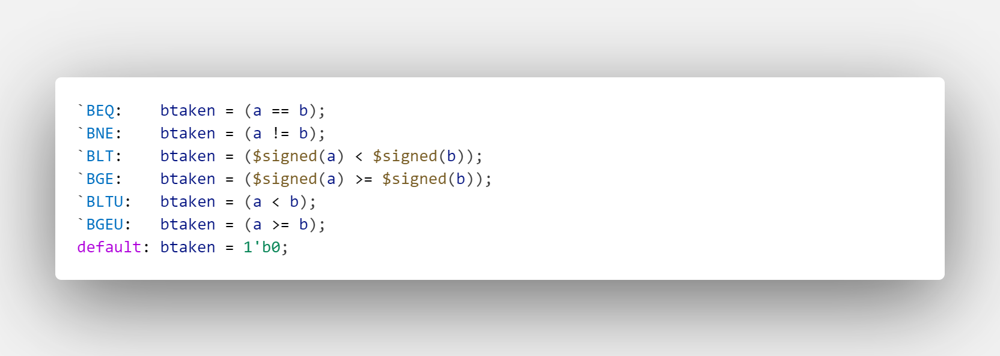 `BEQ:    btaken = (a == b);
`BNE:    btaken = (a != b);
`BLT:    btaken = ($signed(a) < $signed(b));
`BGE:    btaken = ($signed(a) >= $signed(b));
`BLTU:   btaken = (a < b);
`BGEU:   btaken = (a >= b);
default: btaken = 1'b0;